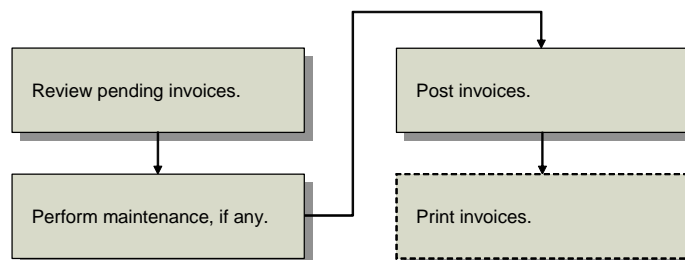 Review pending invoices.
Perform maintenance, if any.
Post invoices.
Print invoices.